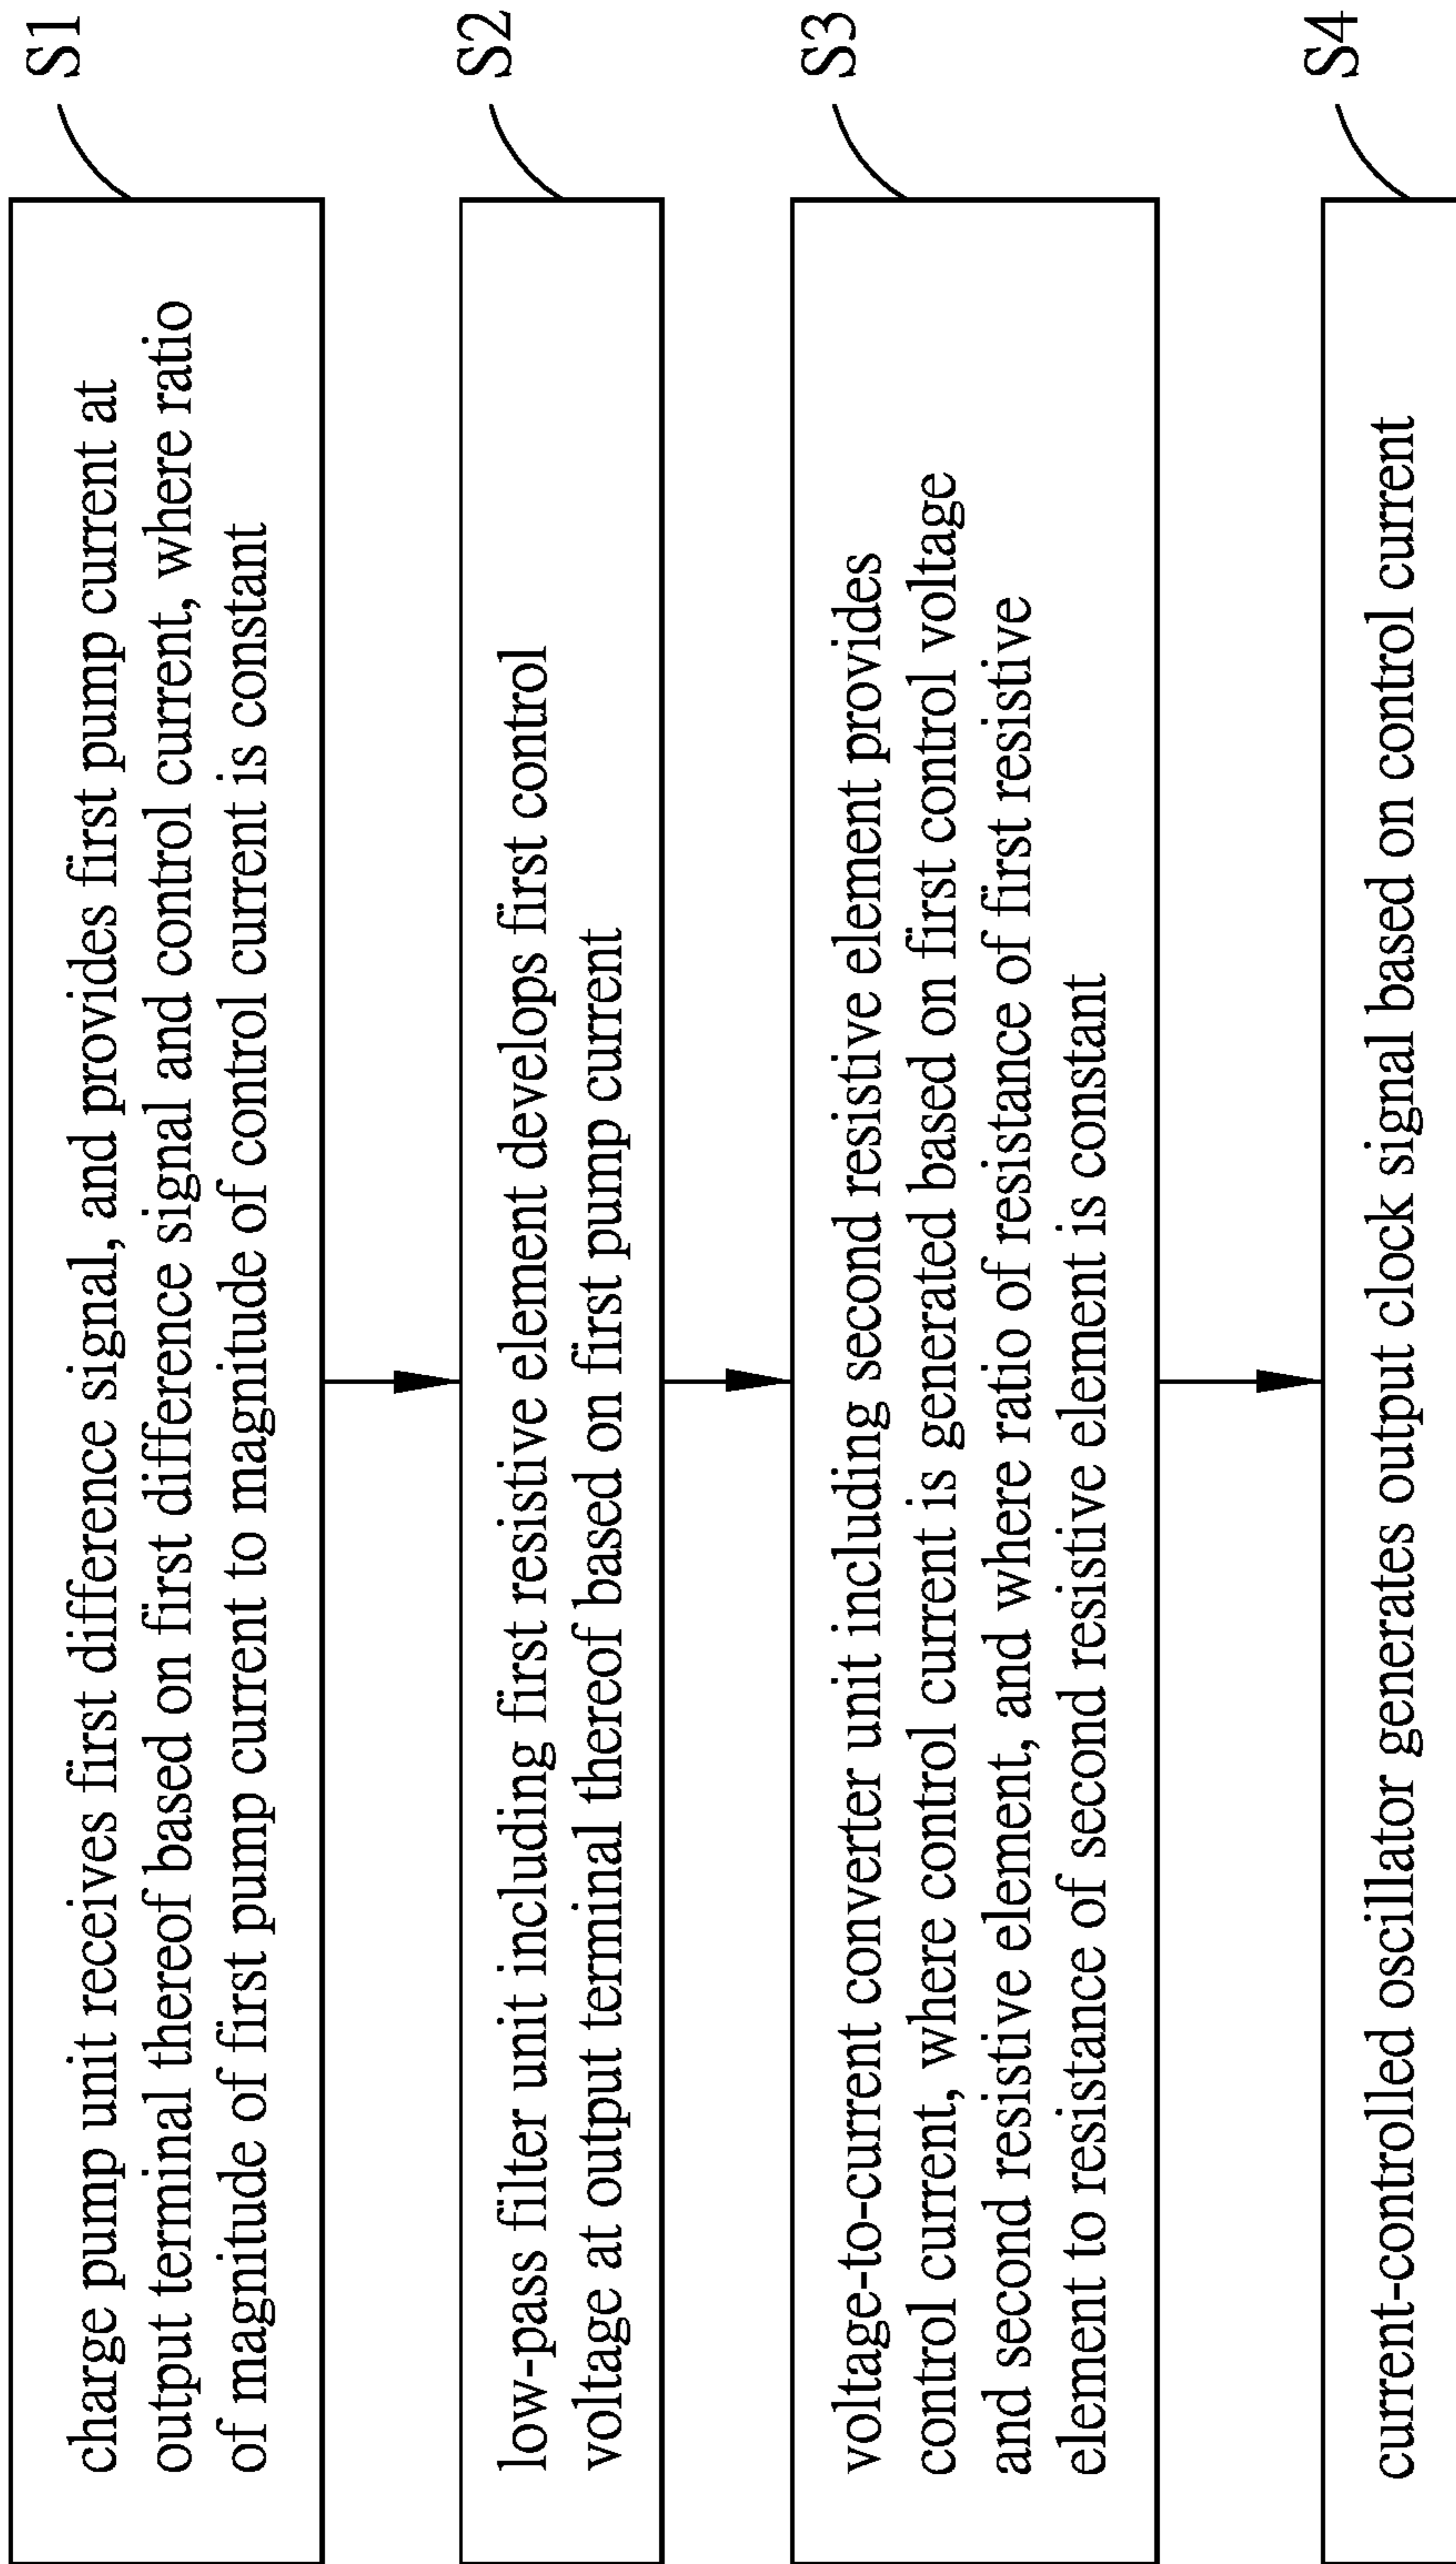 charge pump unit receives first difference signal, and provides first pump current at
output terminal thereof based on first difference signal and control current, where ratio
of magnitude of first pump current to magnitude of control current is constant
S1
low-pass filter unit including first resistive element develops first control
voltage at output terminal thereof based on first pump current
S2
voltage-to-current converter unit including second resistive element provides
control current, where control current is generated based on first control voltage
and second resistive element, and where ratio of resistance of first resistive
element to resistance of second resistive element is constant
S3
current-controlled oscillator generates output clock signal based on control current
S4